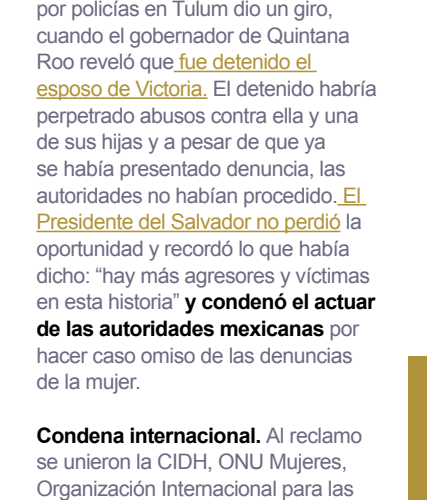 por policías en Tulum dio un giro,
cuando el gobernador de Quintana
Roo reveló que fue detenido el
esposo de Victoria. El detenido habría
perpetrado abusos contra ella y una
de sus hijas y a pesar de que ya
se había presentado denuncia, las
autoridades no habían procedido. El
Presidente del Salvador no perdió la
oportunidad y recordó lo que había
dicho: “hay más agresores y víctimas
en esta historia” y condenó el actuar
de las autoridades mexicanas por
hacer caso omiso de las denuncias
de la mujer.

Condena internacional. Al reclamo
se unieron la CIDH, ONU Mujeres,
Organización Internacional para las